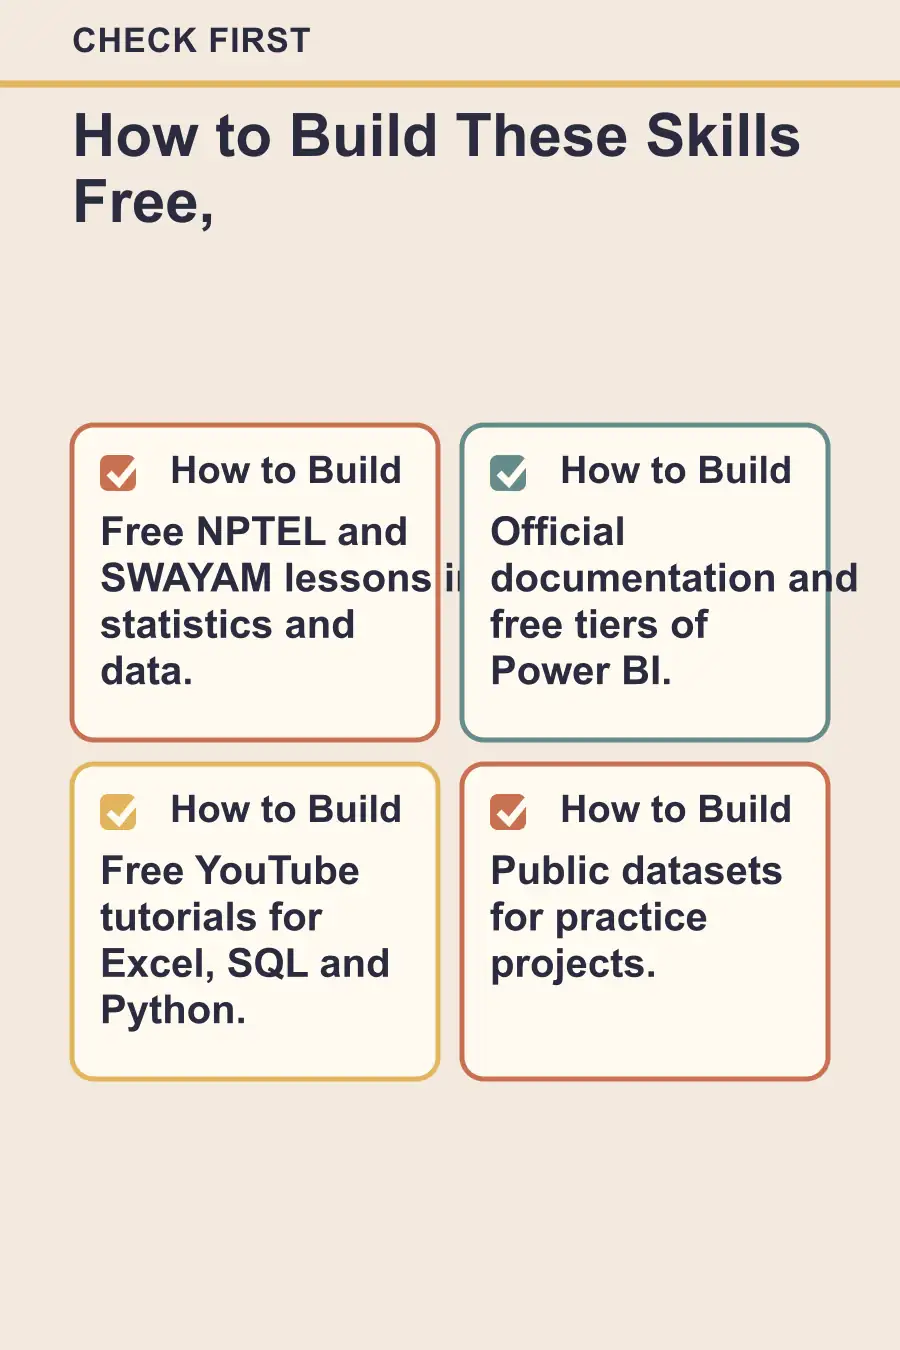 CHECK FIRST
How to Build These Skills
Free,
How to Build
Free NPTEL and
SWAYAM lessons
statistics and
data.
How to Build
Official
documentation and
free tiers of
Power BI.
How to Build
Free YouTube
tutorials for
Excel, SQL and
Python.
How to Build
Public datasets
for practice
projects.